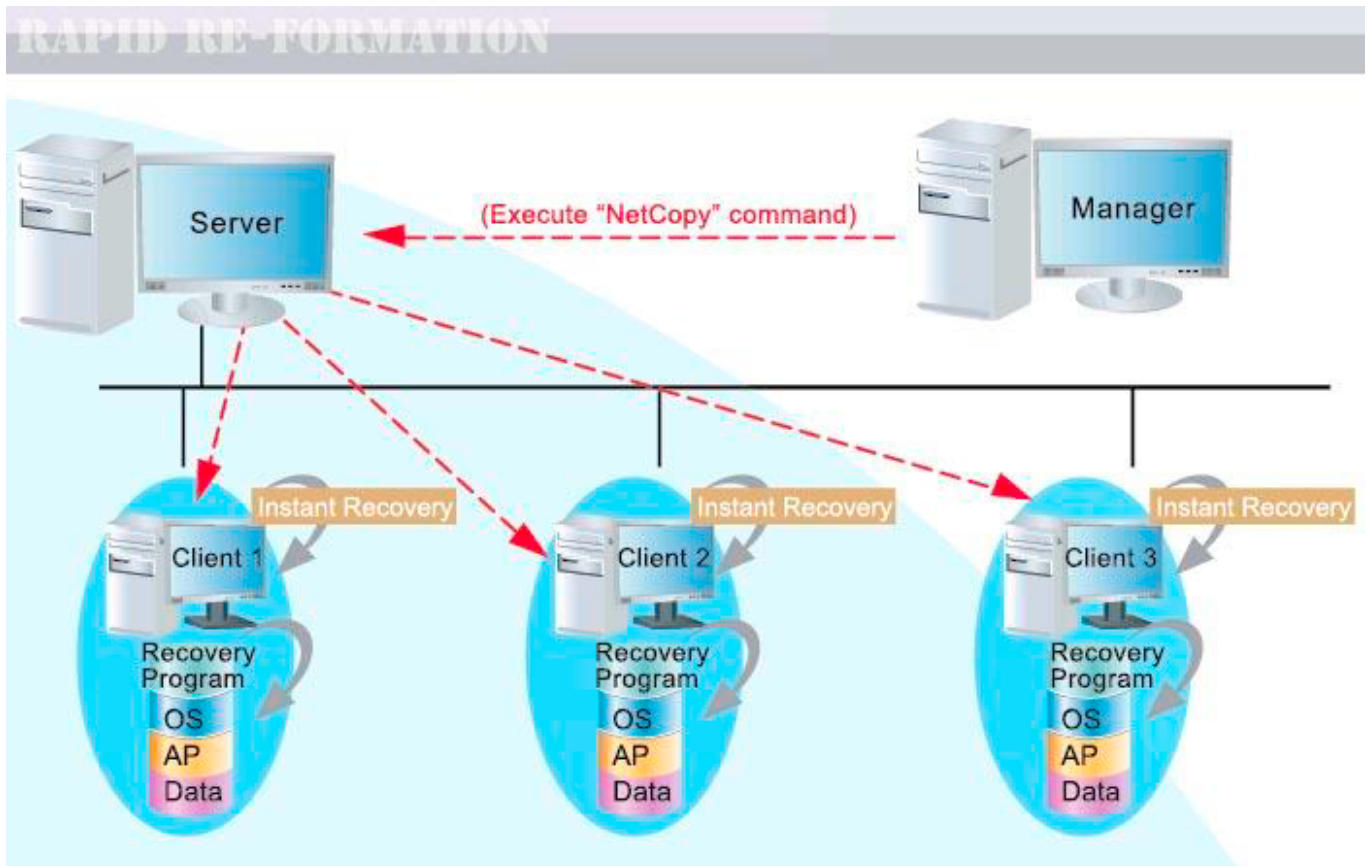 RAPID RE-FORMATION
Server
(Execute “NetCopy” command)
Manager
Instant Recovery
Instant Recovery
Instant Recovery
Client 1
Client 2
Client 3
Recovery
Program
OS
AP
Data
Recovery
Program
OS
AP
Data
Recovery
Program
OS
AP
Data